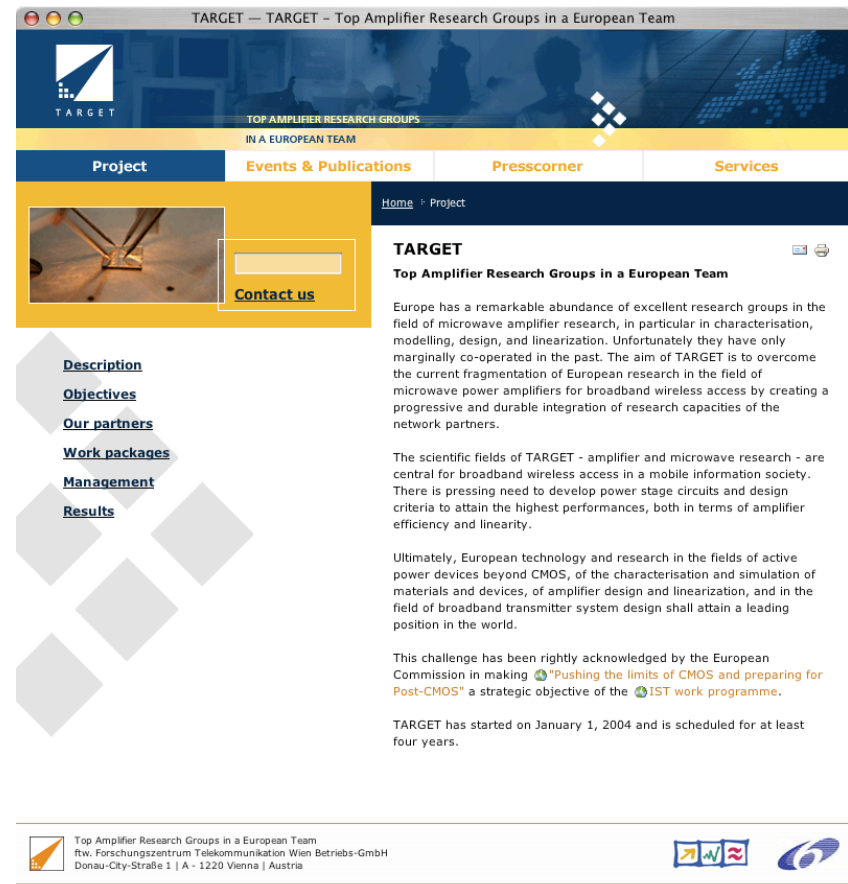 TARGET — TARGET – Top Amplifier Research Groups in a European Team
TARGET
TOP AMPLIFIER RESEARCH GROUPS
IN A EUROPEAN TEAM
Project
Events & Publications
Presscorner
Services
Home Project
Contact us
Description
Objectives
Our partners
Work packages
Management
Results
TARGET
Top Amplifier Research Groups in a European Team
Europe has a remarkable abundance of excellent research groups in the
field of microwave amplifier research, in particular in characterisation,
modelling, design, and linearization. Unfortunately they have only
marginally co-operated in the past. The aim of TARGET is to overcome
the current fragmentation of European research in the field of
microwave power amplifiers for broadband wireless access by creating a
progressive and durable integration of research capacities of the
network partners.
The scientific fields of TARGET - amplifier and microwave research - are
central for broadband wireless access in a mobile information society.
There is pressing need to develop power stage circuits and design
criteria to attain the highest performances, both in terms of amplifier
efficiency and linearity.
Ultimately, European technology and research in the fields of active
power devices beyond CMOS, of the characterisation and simulation of
materials and devices, of amplifier design and linearization, and in the
field of broadband transmitter system design shall attain a leading
position in the world.
This challenge has been rightly acknowledged by the European
Commission in making "Pushing the limits of CMOS and preparing for
Post-CMOS" a strategic objective of the IST work programme.
TARGET has started on January 1, 2004 and is scheduled for at least
four years.
Top Amplifier Research Groups in a European Team
ftw. Forschungszentrum Telekommunikation Wien Betriebs-GmbH
Donau-City-Straße 1 | A - 1220 Vienna | Austria
6